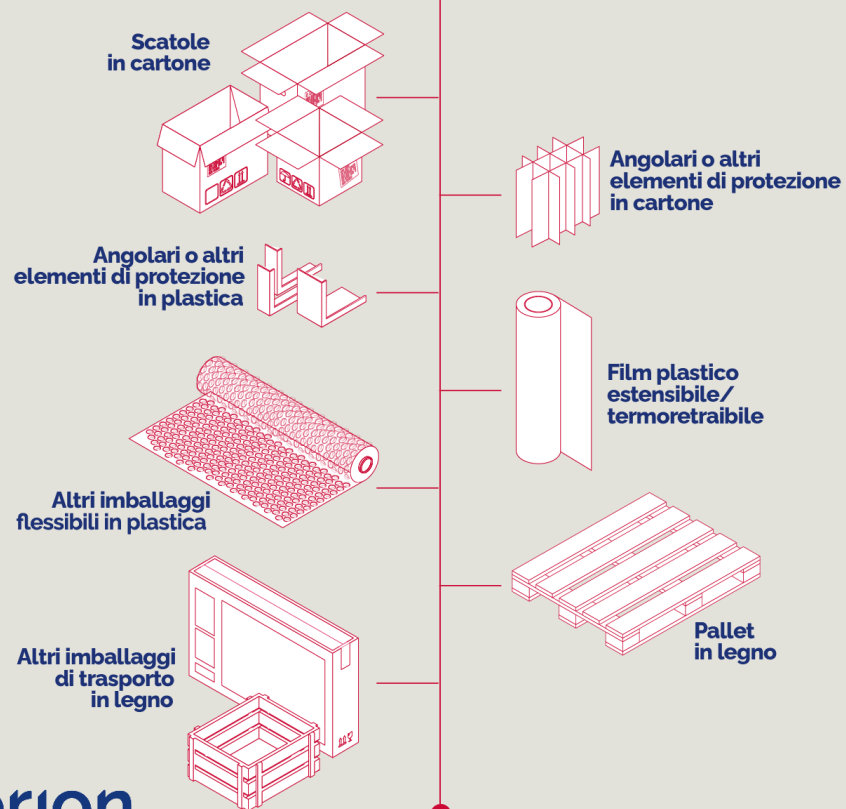 Scatole
in cartone
Angolari o altri
elementi di protezione
in cartone
Angolari o altri
elementi di protezione
in plastica
Film plastico
estensibile/
termoretraibile
Altri imballaggi
flessibili in plastica
Pallet
in legno
Altri imballaggi
di trasporto
in legno